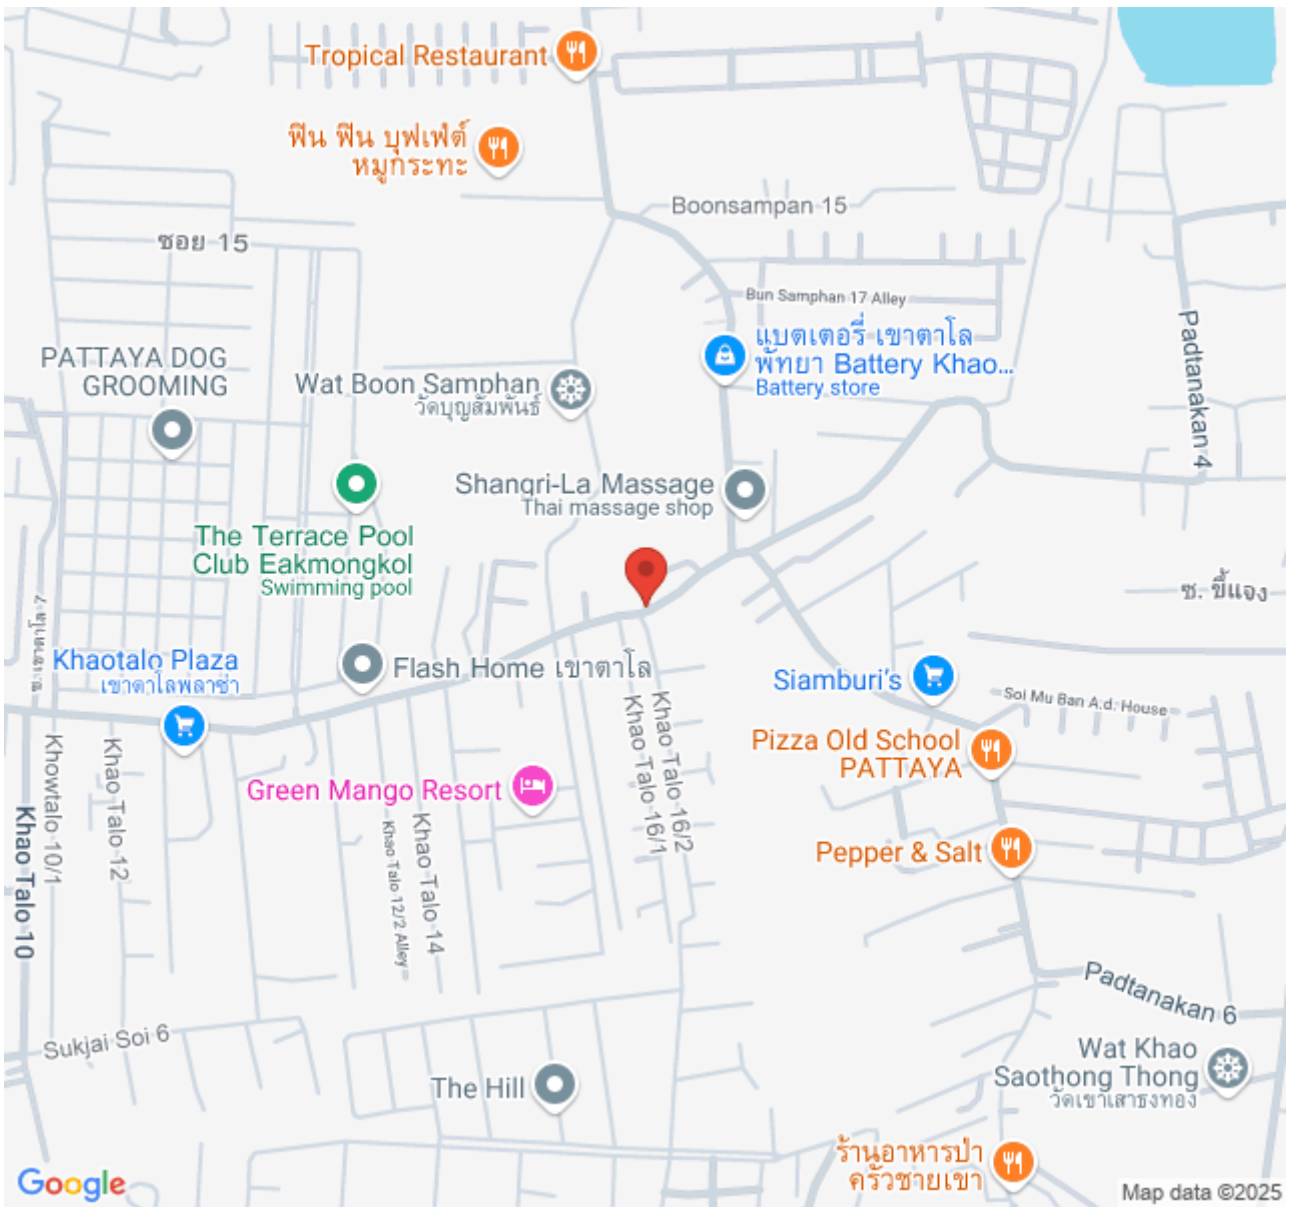 Tropical Restaurant
ฟิน ฟิน บุฟเฟ่ต์
หมูกระทะ
Boonsampan 15
ซอย 15
Bun Samphan 17 Alley
Padtanakan 4
แบตเตอรี่ เขาตาโล
พัทยา Battery Khao...
Battery store
PATTAYA DOG
GROOMING
Wat Boon Samphan
วัดบุญสัมพันธ์
Shangri-La Massage
Thai massage shop
The Terrace Pool
Club Eakmongkol
Swimming pool
ซ. ขี้แจง
Khaotalo Plaza
เขาตาโลพลาซ่า
Flash Home เขาตาโล
Siamburi's
Soi Mu Ban A.d. House
Khao Talo 16/2
Khao Talo 16/1
Pizza Old School
PATTAYA
Green Mango Resort
Khao Talo 10
Khowtalo 10/1
Khao Talo 12
Khao Talo 12/2 Alley
Khao Talo 14
Pepper & Salt
Padtanakan 6
Sukjai Soi 6
Wat Khao
Saothong Thong
วัดเขาเสาธงทอง
The Hill
ร้านอาหารป่า
ครัวชายเขา
Google
Map data ©2025